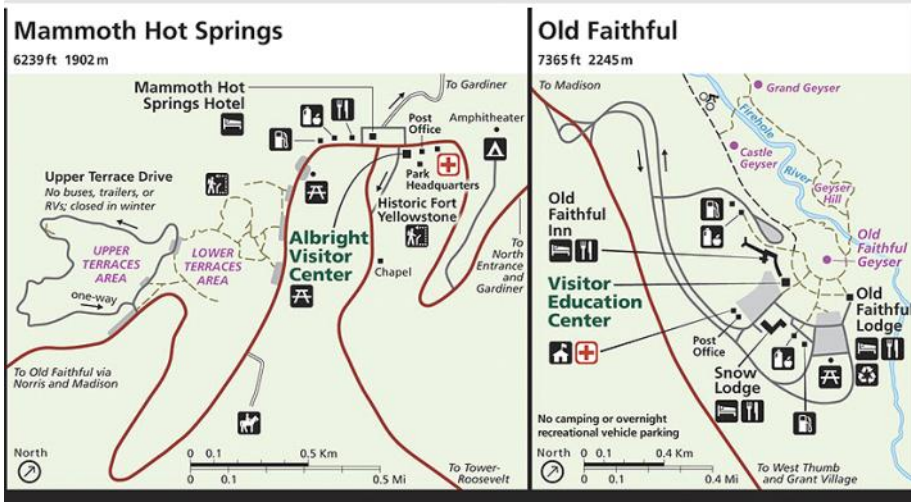 Mammoth Hot Springs
6239 ft 1902 m
Mammoth Hot
Springs Hotel
To Gardiner
Post
Office
Amphitheater
Park
Headquarters
Upper Terrace Drive
No buses, trailers, or
RVs; closed in winter
Historic Fort
Yellowstone
Albright
Visitor
Center
To
North
Entrance
and
Gardiner
UPPER
TERRACES
AREA
LOWER
TERRACES
AREA
Chapel
one-way
To Old Faithful via
Norris and Madison
North
0 0.1 0.5 Km
0 0.1 0.5 Mi
To Tower-
Roosevelt
Old Faithful
7365 ft 2245 m
To Madison
Grand Geyser
Firehole
River
Castle
Geyser
Geyser
Hill
Old
Faithful
Inn
Old
Faithful
Geyser
Visitor
Education
Center
Old
Faithful
Lodge
Post
Office
Snow
Lodge
No camping or overnight
recreational vehicle parking
North
0 0.1 0.4 Km
0 0.1 0.4 Mi
To West Thumb
and Grant Village